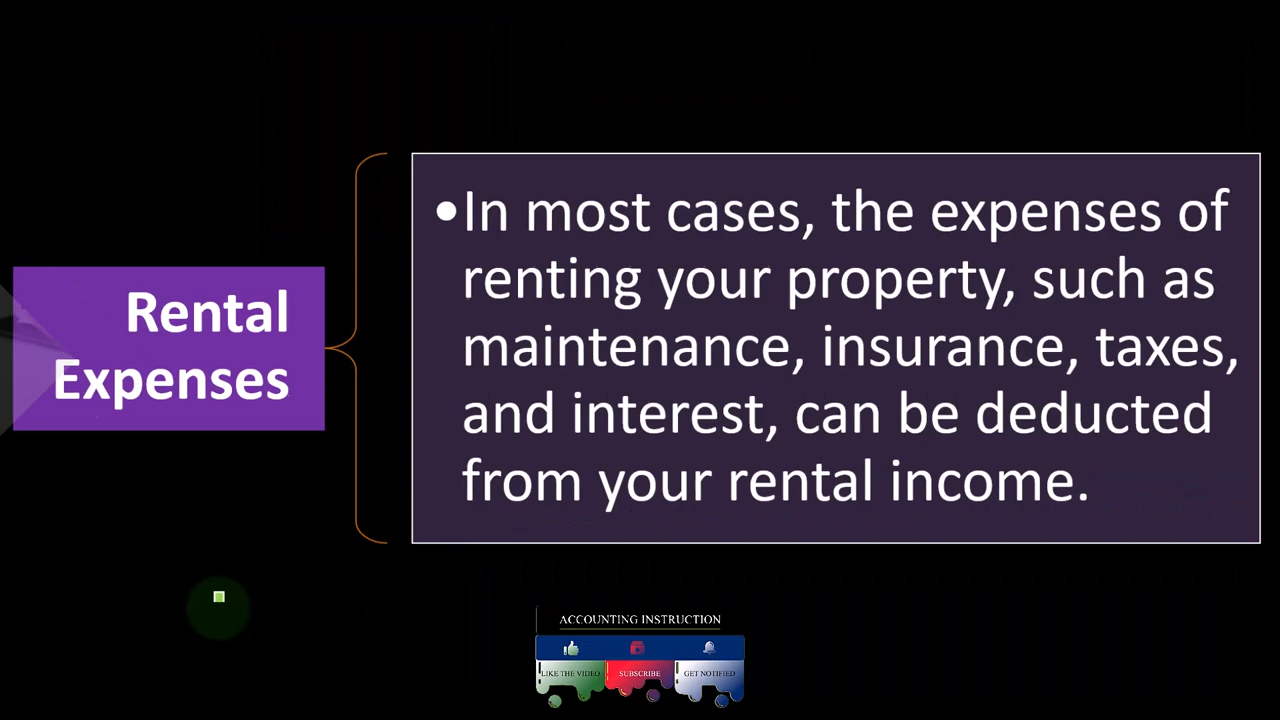 Rental
Expenses
•In most cases, the expenses of
renting your property, such as
maintenance, insurance, taxes,
and interest, can be deducted
from your rental income.
ACCOUNTING INSTRUCTION
LIKE THE VIDEO
SUBSCRIBE
GET NOTIFIED